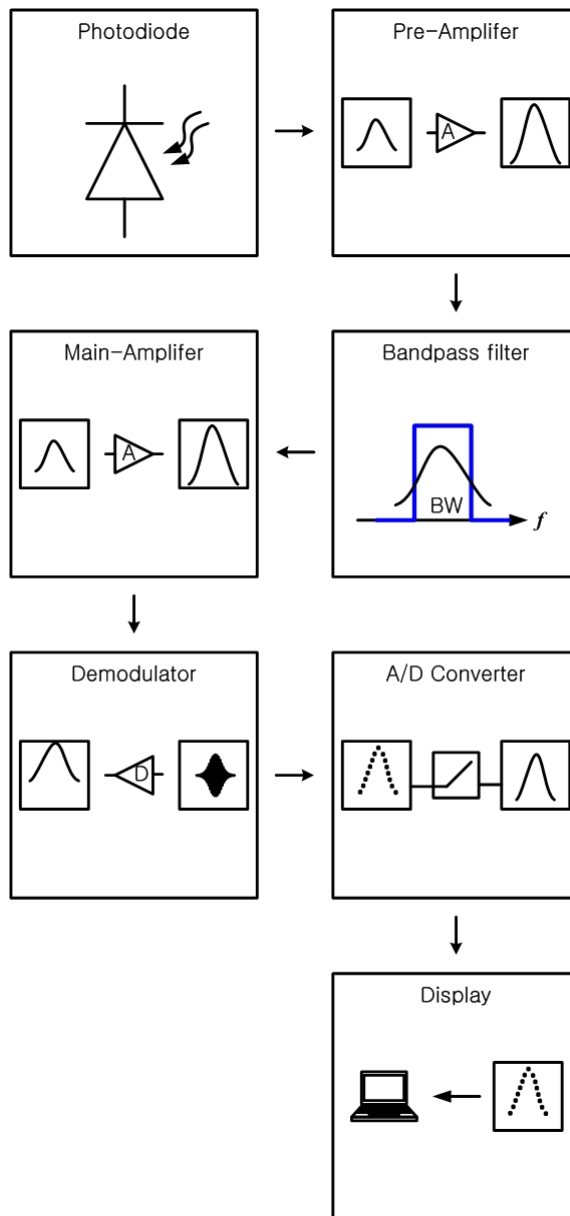 Photodiode
Pre-Amplifer
A
Main-Amplifer
A
Bandpass filter
BW
f
Demodulator
D
A/D Converter
Display